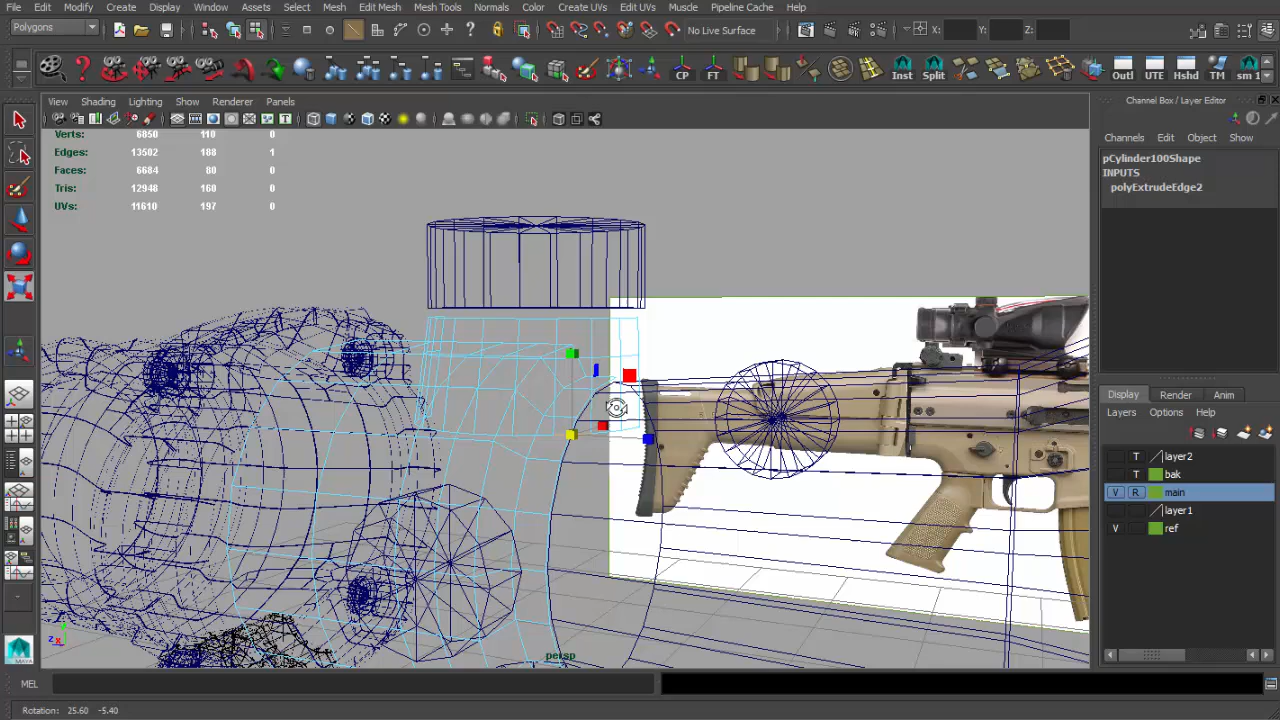 File Edit Modify Create Display Window Assets Select Mesh Edit Mesh Mesh Tools Normals Color Create UVs Edit UVs Muscle Pipeline Cache Help
Polygons No Live Surface X: Y: Z:
CP FT Inst Split Outl UTE Hshd TM sm 1
View Shading Lighting Show Renderer Panels
Channel Box / Layer Editor
Verts: 6850 110 0
Edges: 13502 188 1
Faces: 6684 80 0
Tris: 12948 160 0
UVs: 11610 197 0
Channels Edit Object Show
pCylinder100Shape
INPUTS
polyExtrudeEdge2
Display Render Anim
Layers Options Help
T layer2
T bak
V R main
layer1
V ref
persp
MEL
Rotation: 25.60 -5.40